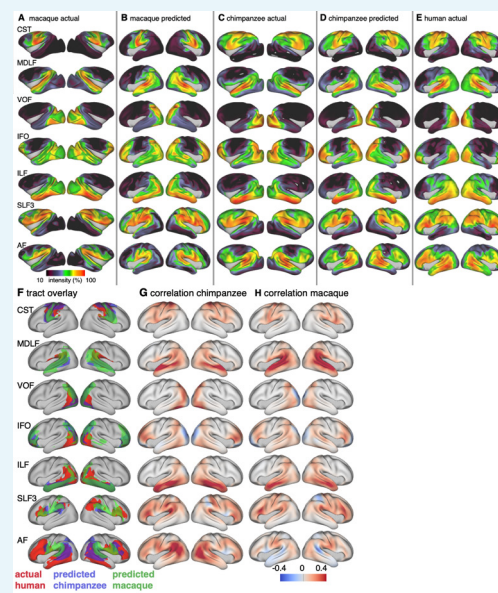 A macaque actual
B macaque predicted
C chimpanzee actual
D chimpanzee predicted
E human actual
CST
MDLF
VOF
IFO
ILF
SLF3
AF
10 intensity (%) 100
F tract overlay
G correlation chimpanzee
H correlation macaque
CST
MDLF
VOF
IFO
ILF
SLF3
AF
actual predicted predicted
human chimpanzee macaque
-0.4 0 0.4